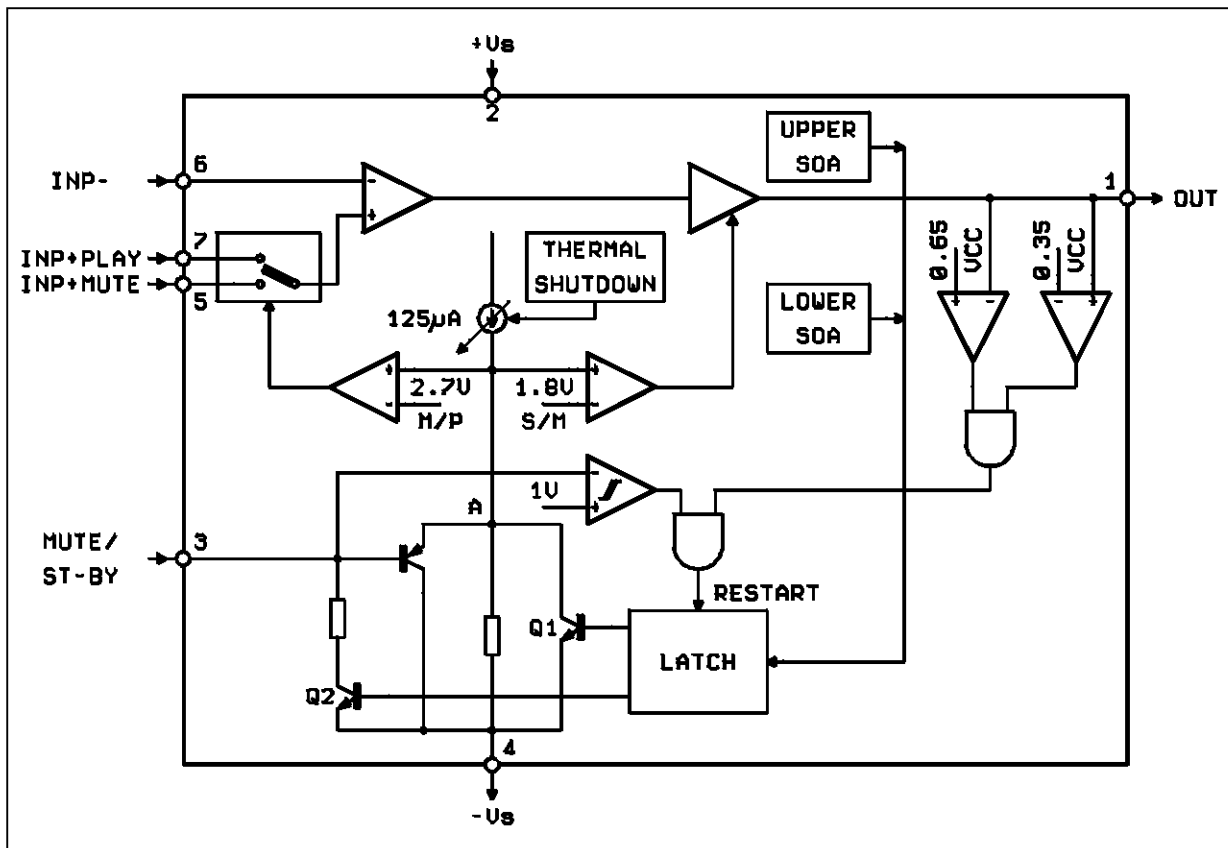 +Vs
2
UPPER
SOA
INP-
6
1
OUT
7
INP+PLAY
INP+MUTE
5
THERMAL
SHUTDOWN
0.65
VCC
0.35
VCC
-
+
+
-
-
+
125µA
LOWER
SOA
+
2.7V
-
M/P
1.8V
+
S/M
-
-
1V
+
A
MUTE/
ST-BY
3
RESTART
Q1
LATCH
Q2
4
-Vs